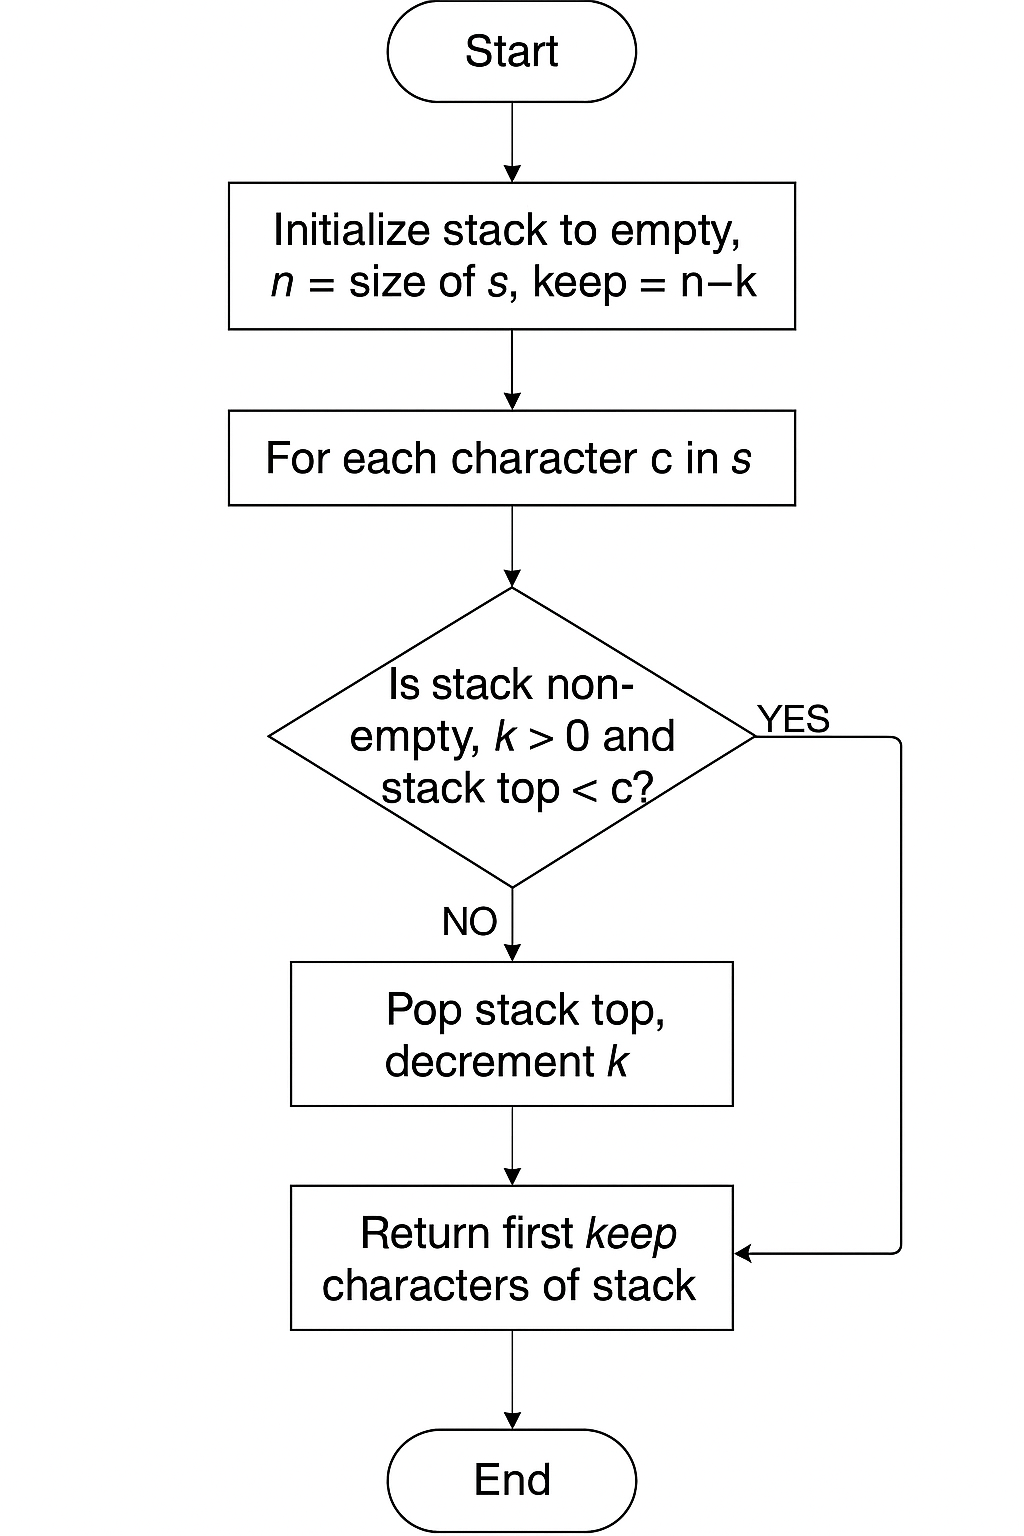 Start
Initialize stack to empty,
n = size of s, keep = n−k
For each character c in s
Is stack non-
empty, k > 0 and
stack top < c?
YES
NO
Pop stack top,
decrement k
Return first keep
characters of stack
End